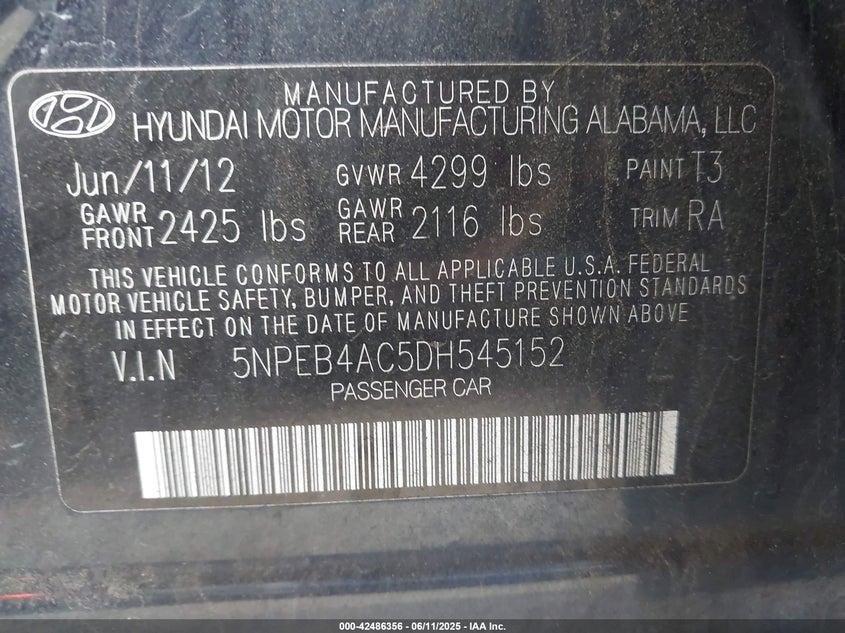 MANUFACTURED BY
HYUNDAI MOTOR MANUFACTURING ALABAMA, LLC
Jun/11/12 GVWR 4299 lbs PAINT T3
GAWR FRONT 2425 lbs GAWR REAR 2116 lbs TRIM RA
THIS VEHICLE CONFORMS TO ALL APPLICABLE U.S.A. FEDERAL
MOTOR VEHICLE SAFETY, BUMPER, AND THEFT PREVENTION STANDARDS
IN EFFECT ON THE DATE OF MANUFACTURE SHOWN ABOVE
V.I.N 5NPEB4AC5DH545152
PASSENGER CAR
000-42486356 - 06/11/2025 - IAA Inc.